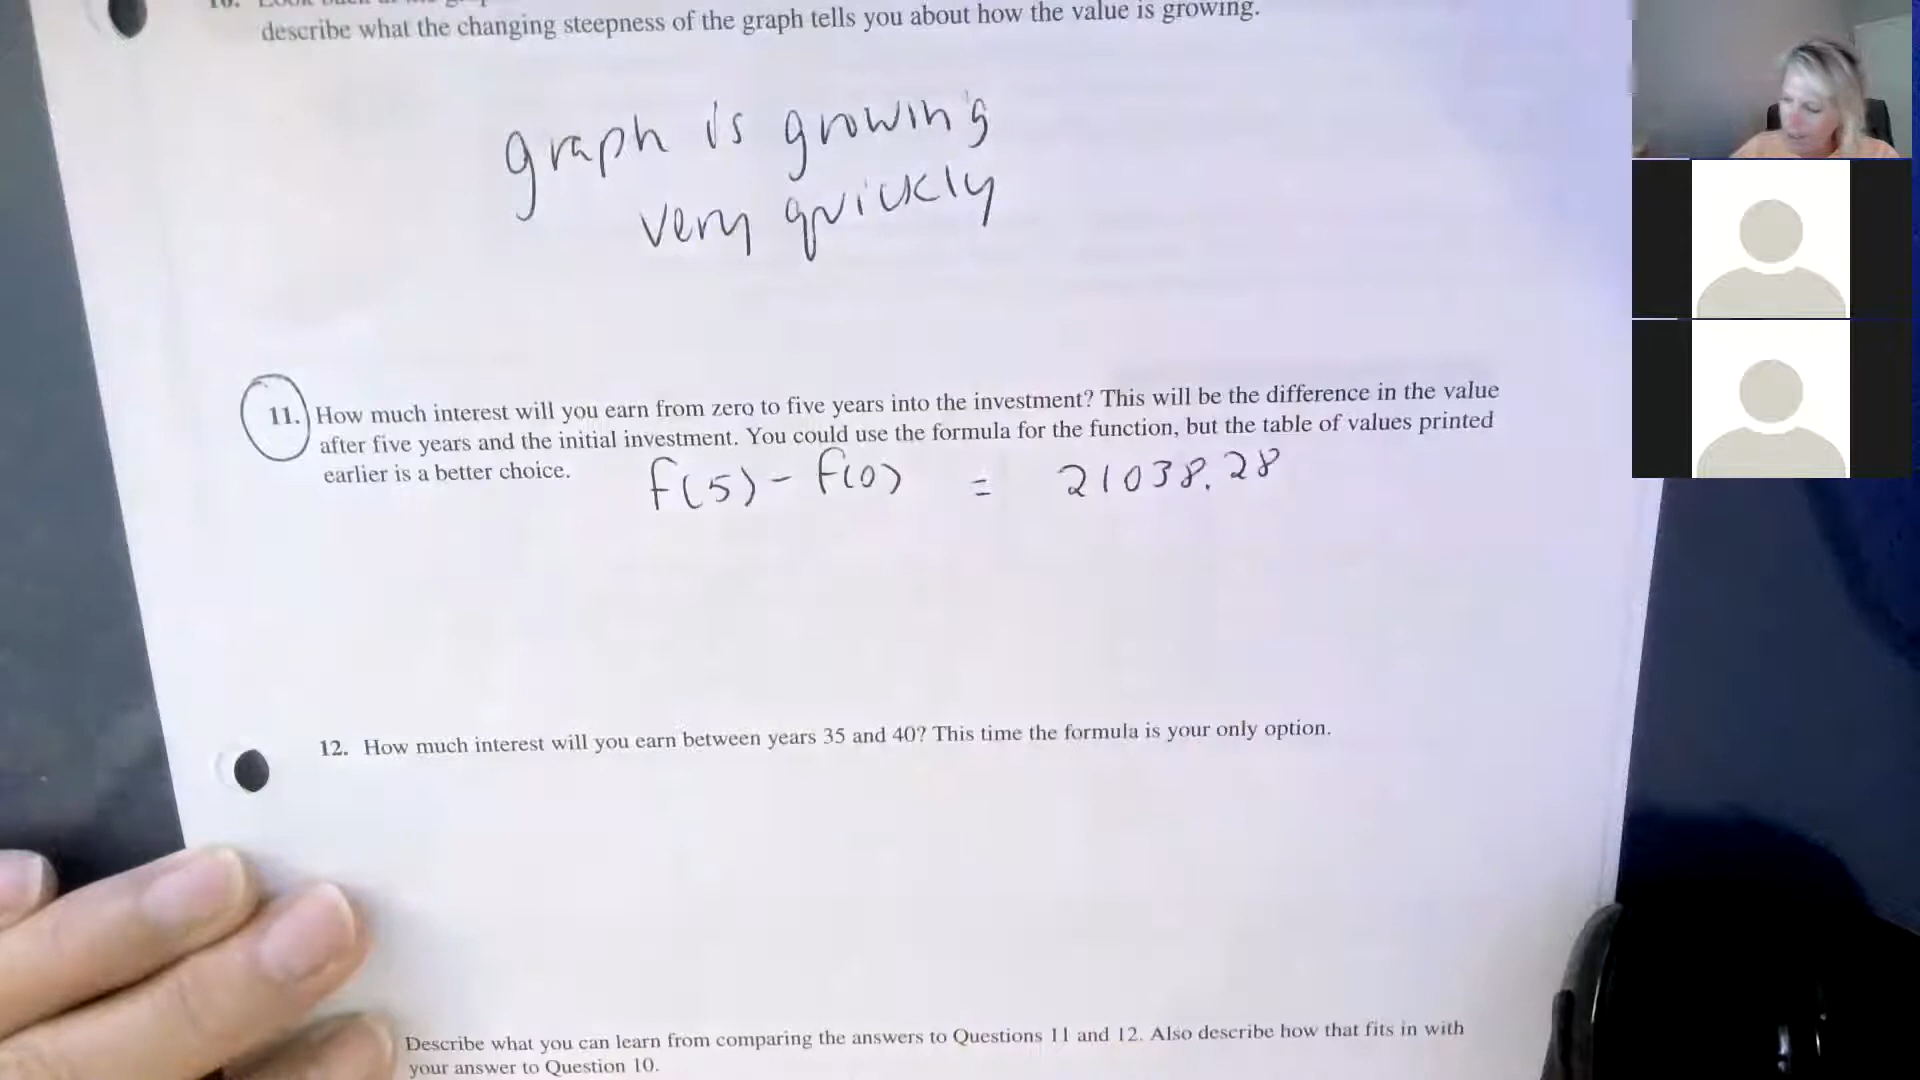 describe what the changing steepness of the graph tells you about how the value is growing.
graph is growing
very quickly
11. How much interest will you earn from zero to five years into the investment? This will be the difference in the value
after five years and the initial investment. You could use the formula for the function, but the table of values printed
earlier is a better choice. f(5) - f(0) = 21038.28
12. How much interest will you earn between years 35 and 40? This time the formula is your only option.
Describe what you can learn from comparing the answers to Questions 11 and 12. Also describe how that fits in with
your answer to Question 10.